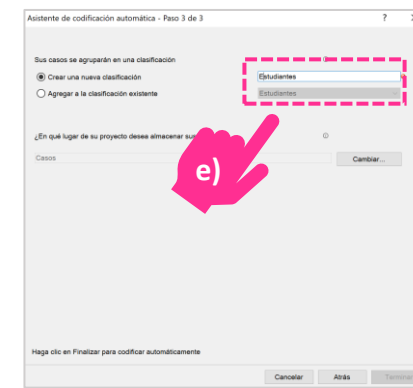 Asistente de codificación automática - Paso 3 de 3 ?
Sus casos se agruparán en una clasificación
Crear una nueva clasificación Estudiantes
Agregar a la clasificación existente Estudiantes
¿En qué lugar de su proyecto desea almacenar sus
Casos Cambiar...
e)
Haga clic en Finalizar para codificar automáticamente
Cancelar Atrás Terminar